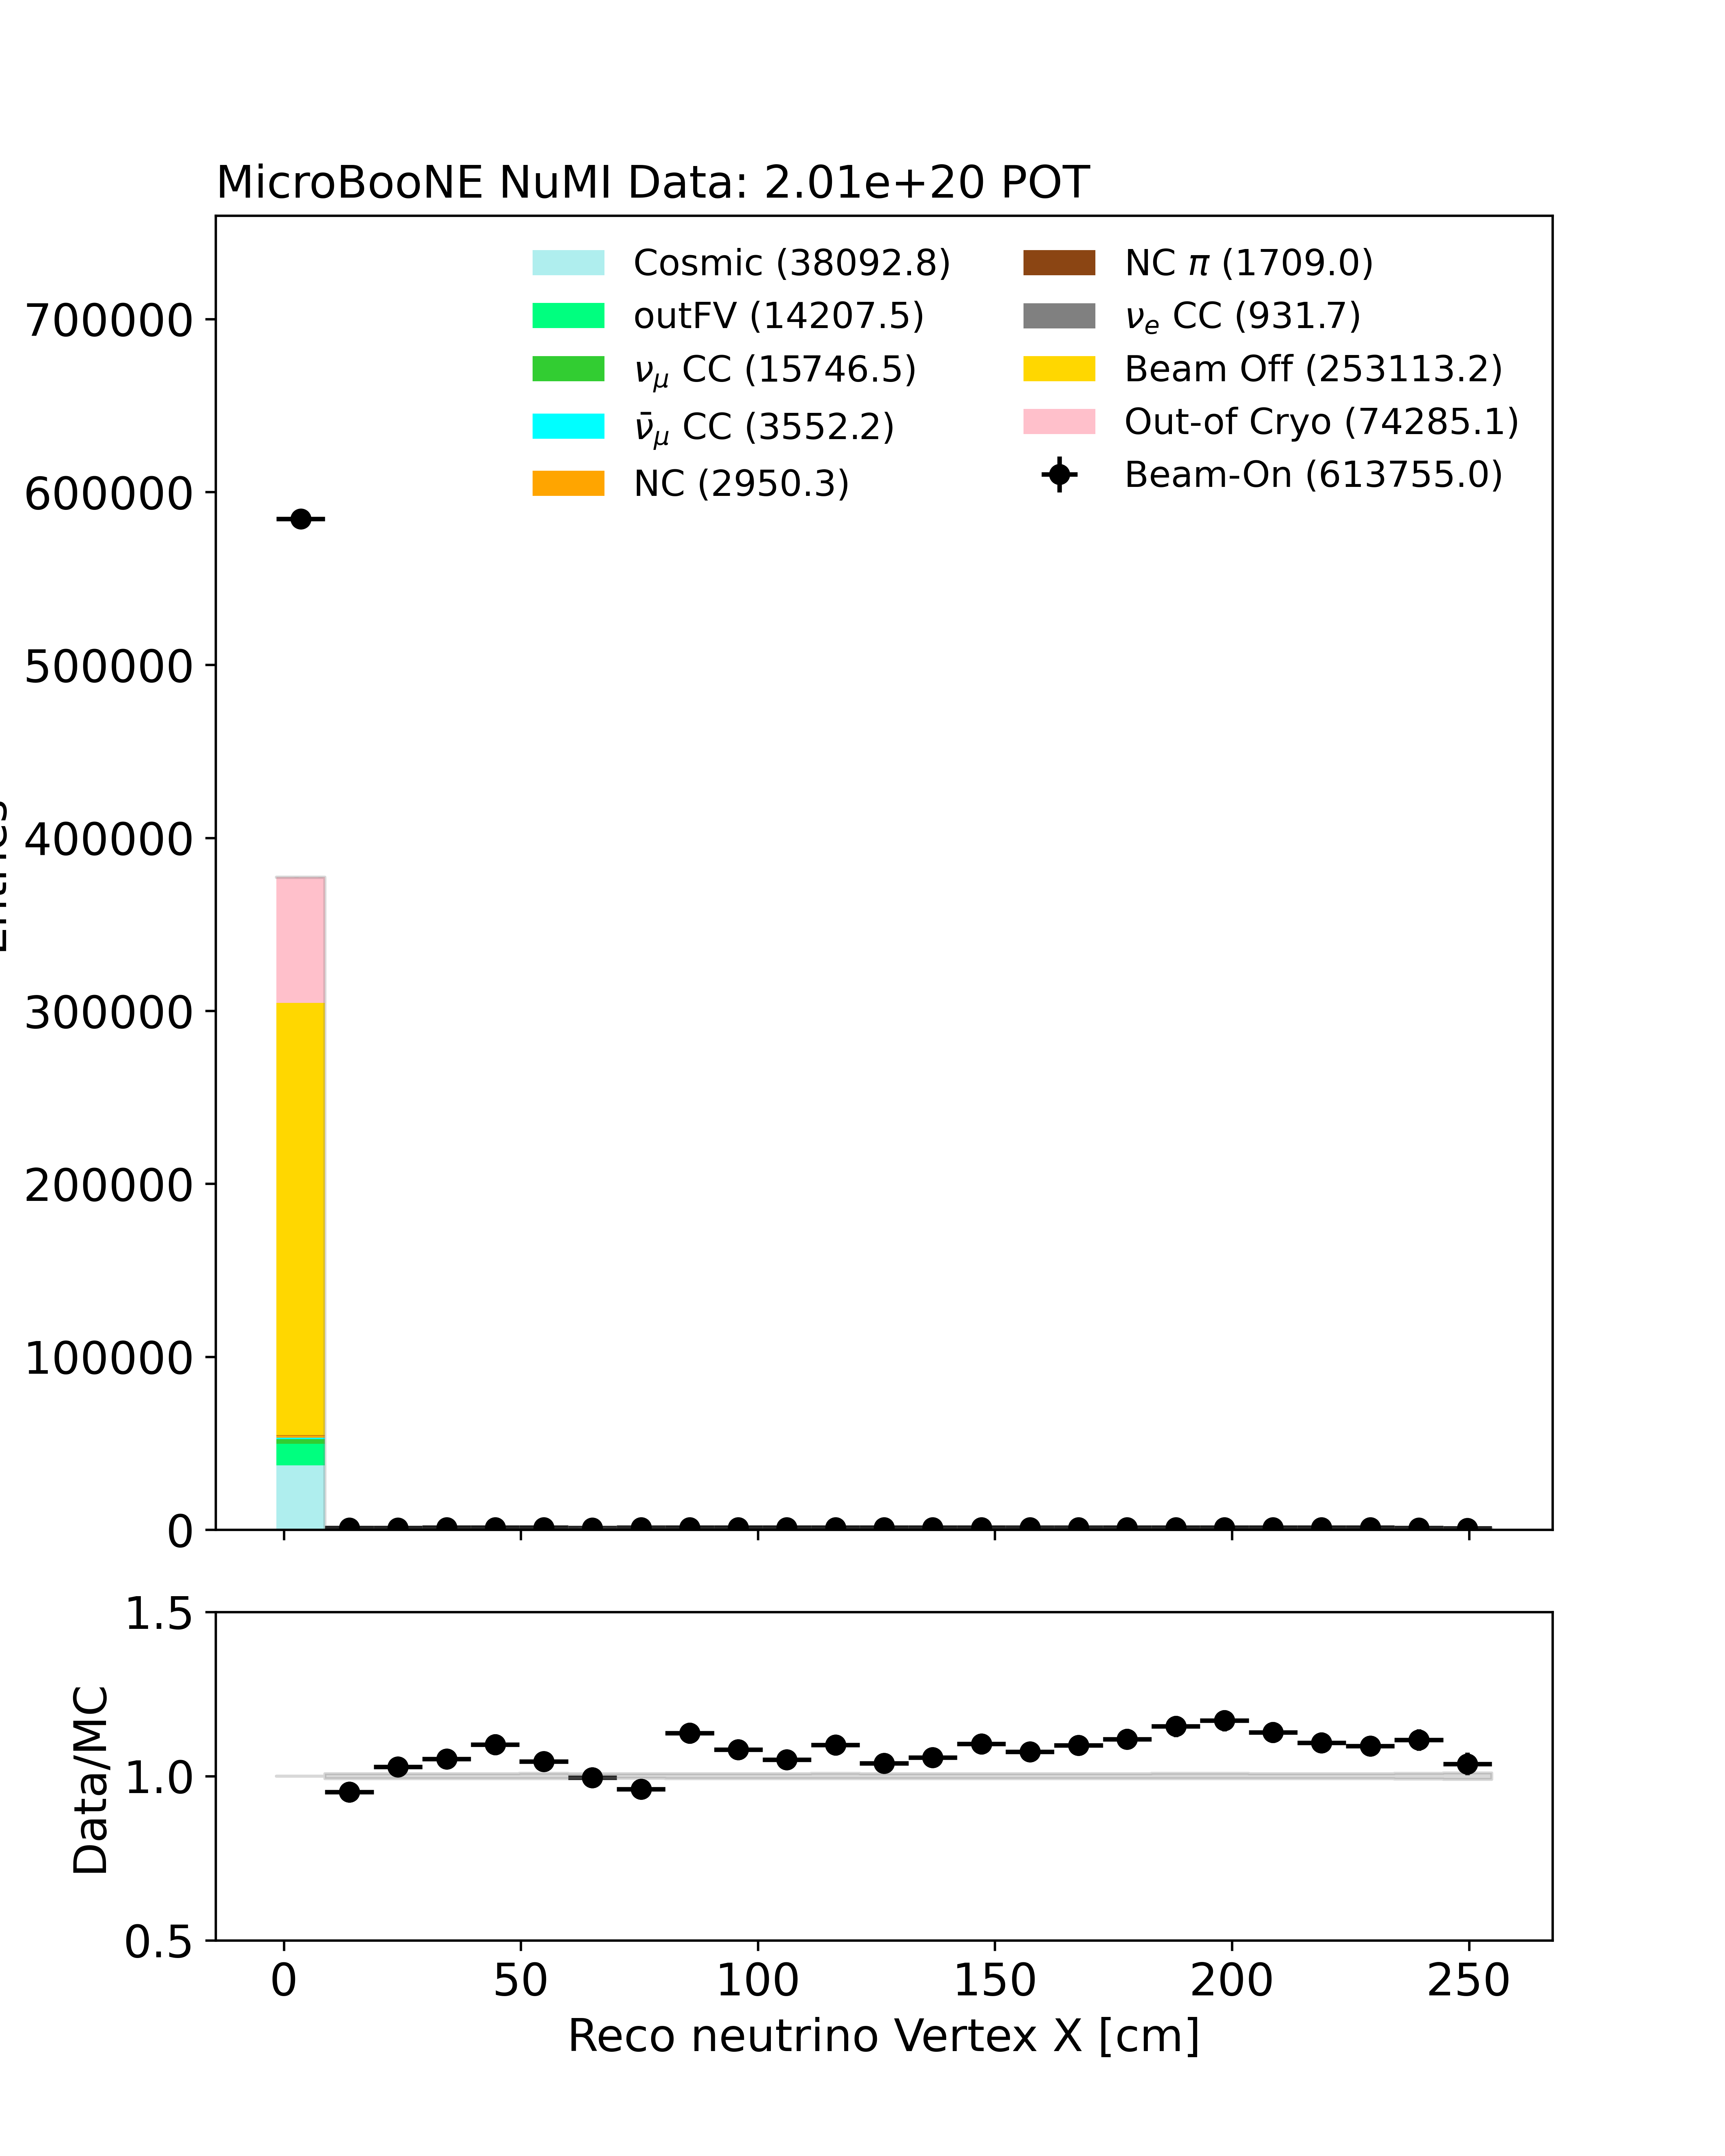 MicroBooNE NuMI Data: 2.01e+20 POT
Cosmic (38092.8)
outFV (14207.5)
νμ CC (15746.5)
ν̄μ CC (3552.2)
NC (2950.3)
NC π (1709.0)
νe CC (931.7)
Beam Off (253113.2)
Out-of Cryo (74285.1)
Beam-On (613755.0)
700000
600000
500000
400000
300000
200000
100000
0
1.5
1.0
0.5
Data/MC
0 50 100 150 200 250
Reco neutrino Vertex X [cm]